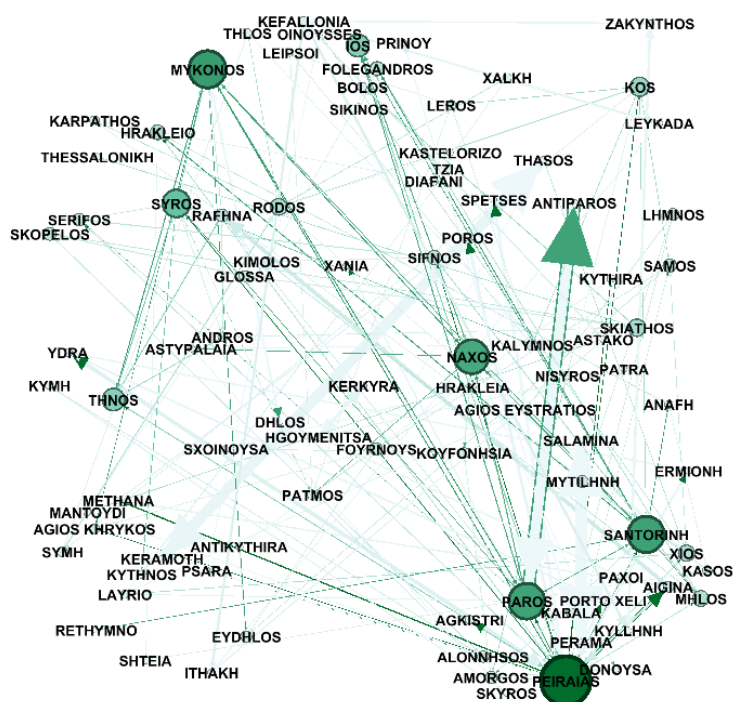 KEFALLONIA
ZAKYNTHOS
THLOS OINOYSSES
IOS PRINOY
LEIPSOI
MYKONOS
FOLEGANDROS
XALKH
BOLOS
KOS
LEROS
SIKINOS
KARPATHOS
LEYKADA
HRAKLEIO
KASTELORIZO
THESSALONIKH
THASOS
TZIA
DIAFANI
SPETSES
ANTIPAROS
SYROS
RAFHNA
RODOS
LHMNOS
SERIFOS
SKOPELOS
POROS
SIFNOS
KIMOLOS
XANIA
SAMOS
GLOSSA
KYTHIRA
SKIATHOS
ANDROS
KALYMNOS
ASTAKO
ASTYPALAIA
YDRA
NAXOS
PATRA
KYMH
KERKYRA
HRAKLEIA
NISYROS
THNOS
ANAFH
AGIOS EYSTRATIOS
DHLOS
HGOYMENITSA
SALAMINA
SXOINOYSA
FOYRNOYS
KOYFONHSIA
ERMIONH
MYTILHNH
PATMOS
METHANA
MANTOYDI
AGIOS KHRYKOS
SANTORINH
SYMH
ANTIKYTHIRA
XIOS
KERAMOTH
PSARA
KASOS
KYTHNOS
PAXOI
AIGINA
LAYRIO
PAROS
PORTO XELI
MHLOS
KABALA
AGKISTRI
RETHYMNO
EYDHLOS
KYLLHNH
PERAMA
SHTEIA
ALONNHSOS
ITHAKH
DONOYSA
AMORGOS
PEIRAIAS
SKYROS